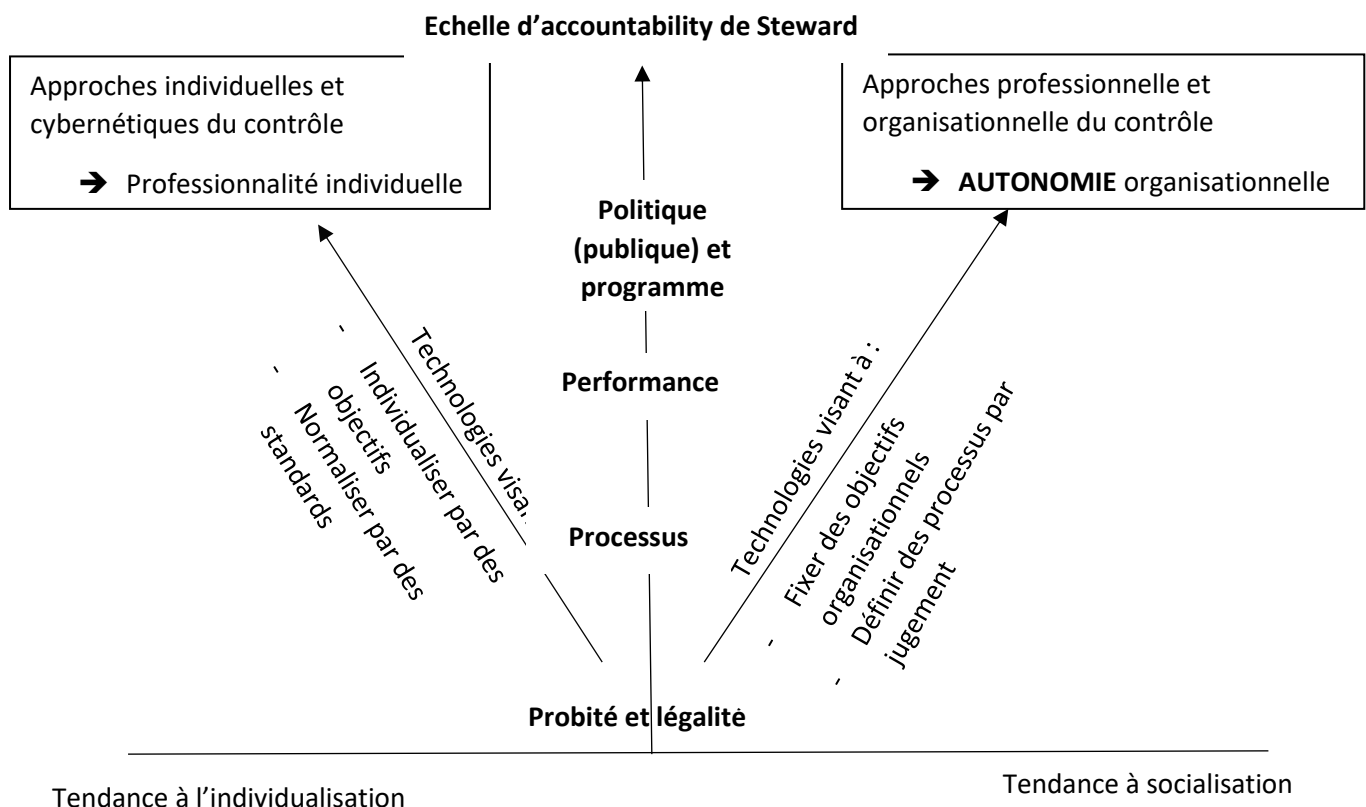 Echelle d’accountability de Steward
Approches individuelles et
cybernétiques du contrôle
➔ Professionnalité individuelle
Approches professionnelle et
organisationnelle du contrôle
➔ AUTONOMIE organisationnelle
Politique
(publique) et
programme
Performance
Processus
Probité et légalité
Technologies
- Individualiser par des
objectifs
- Normaliser par des
standards
Technologies visant à :
- Fixer des objectifs
organisationnels
- Définir des processus par
jugement
Tendance à l’individualisation
Tendance à socialisation